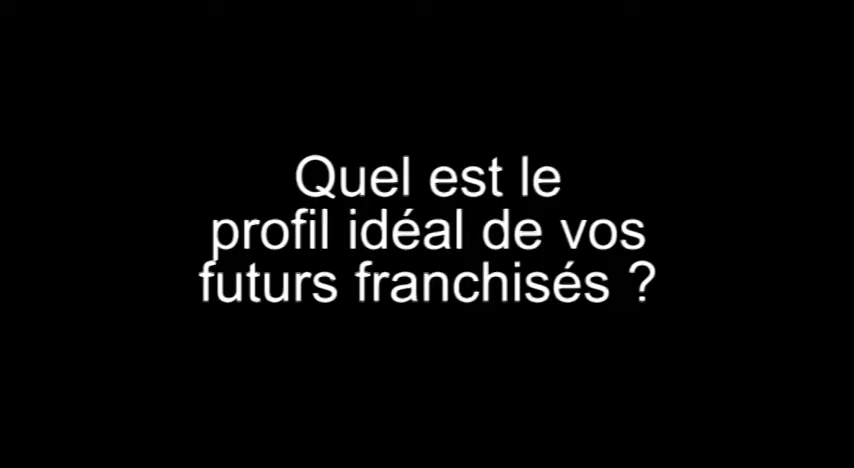 Quel est le
profil idéal de vos
futurs franchisés ?